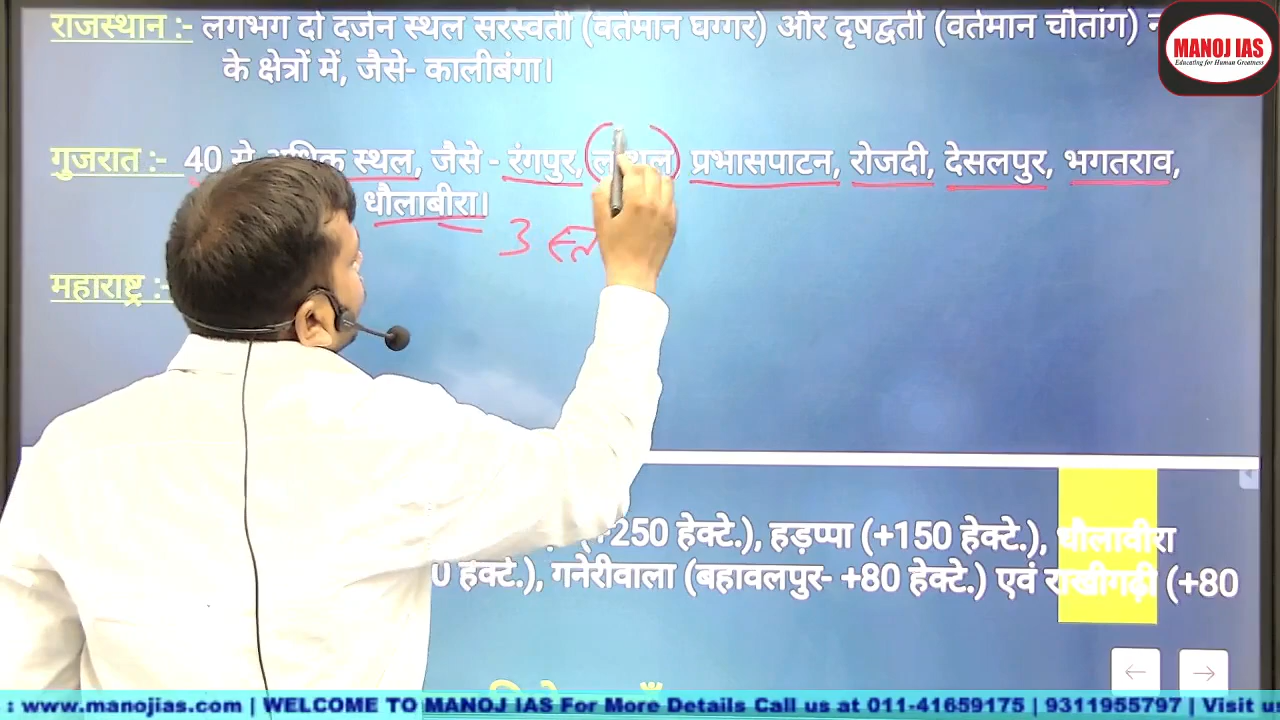 राजस्थान :- लगभग दो दर्जन स्थल सरस्वती (वर्तमान घग्गर) और दृषद्वती (वर्तमान चौतांग)
के क्षेत्रों में, जैसे- कालीबंगा।
MANOJ IAS
Educating for Human Greatness
गुजरात :- 40 से अधिक स्थल, जैसे - रंगपुर, प्रभासपाटन, रोजदी, देसलपुर, भगतराव,
धौलाबीरा।
3
महाराष्ट्र :-
(+250 हेक्टे.), हड़प्पा (+150 हेक्टे.), धौलावीरा
हेक्टे.), गनेरीवाला (बहावलपुर- +80 हेक्टे.) एवं राखीगढ़ी (+80
: www.manojias.com | WELCOME TO MANOJ IAS For More Details Call us at 011-41659175 | 9311955797 | Visit